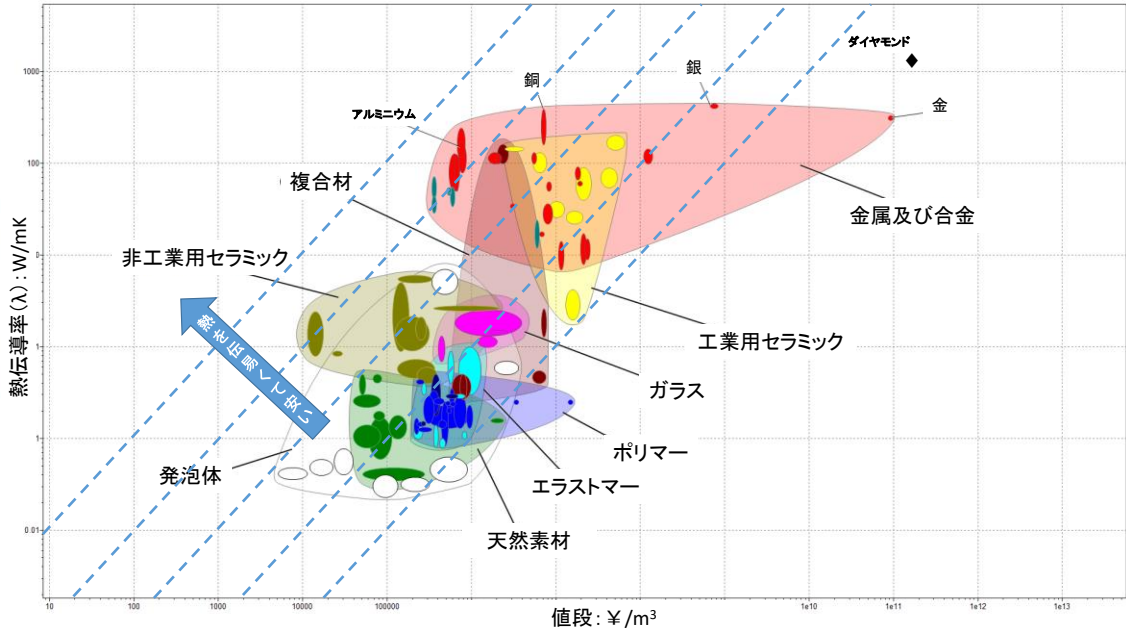 ダイヤモンド
銀
銅
1000
金
アルミニウム
100
複合材
金属及び合金
0
非工業用セラミック
熱を伝易くて安い
工業用セラミック
1
ガラス
熱伝導率(λ):W/mK
ポリマー
1
発泡体
エラストマー
天然素材
0.01
10 100 1000 10000 100000 1e10 1e11 1e12 1e13
値段:¥/m³